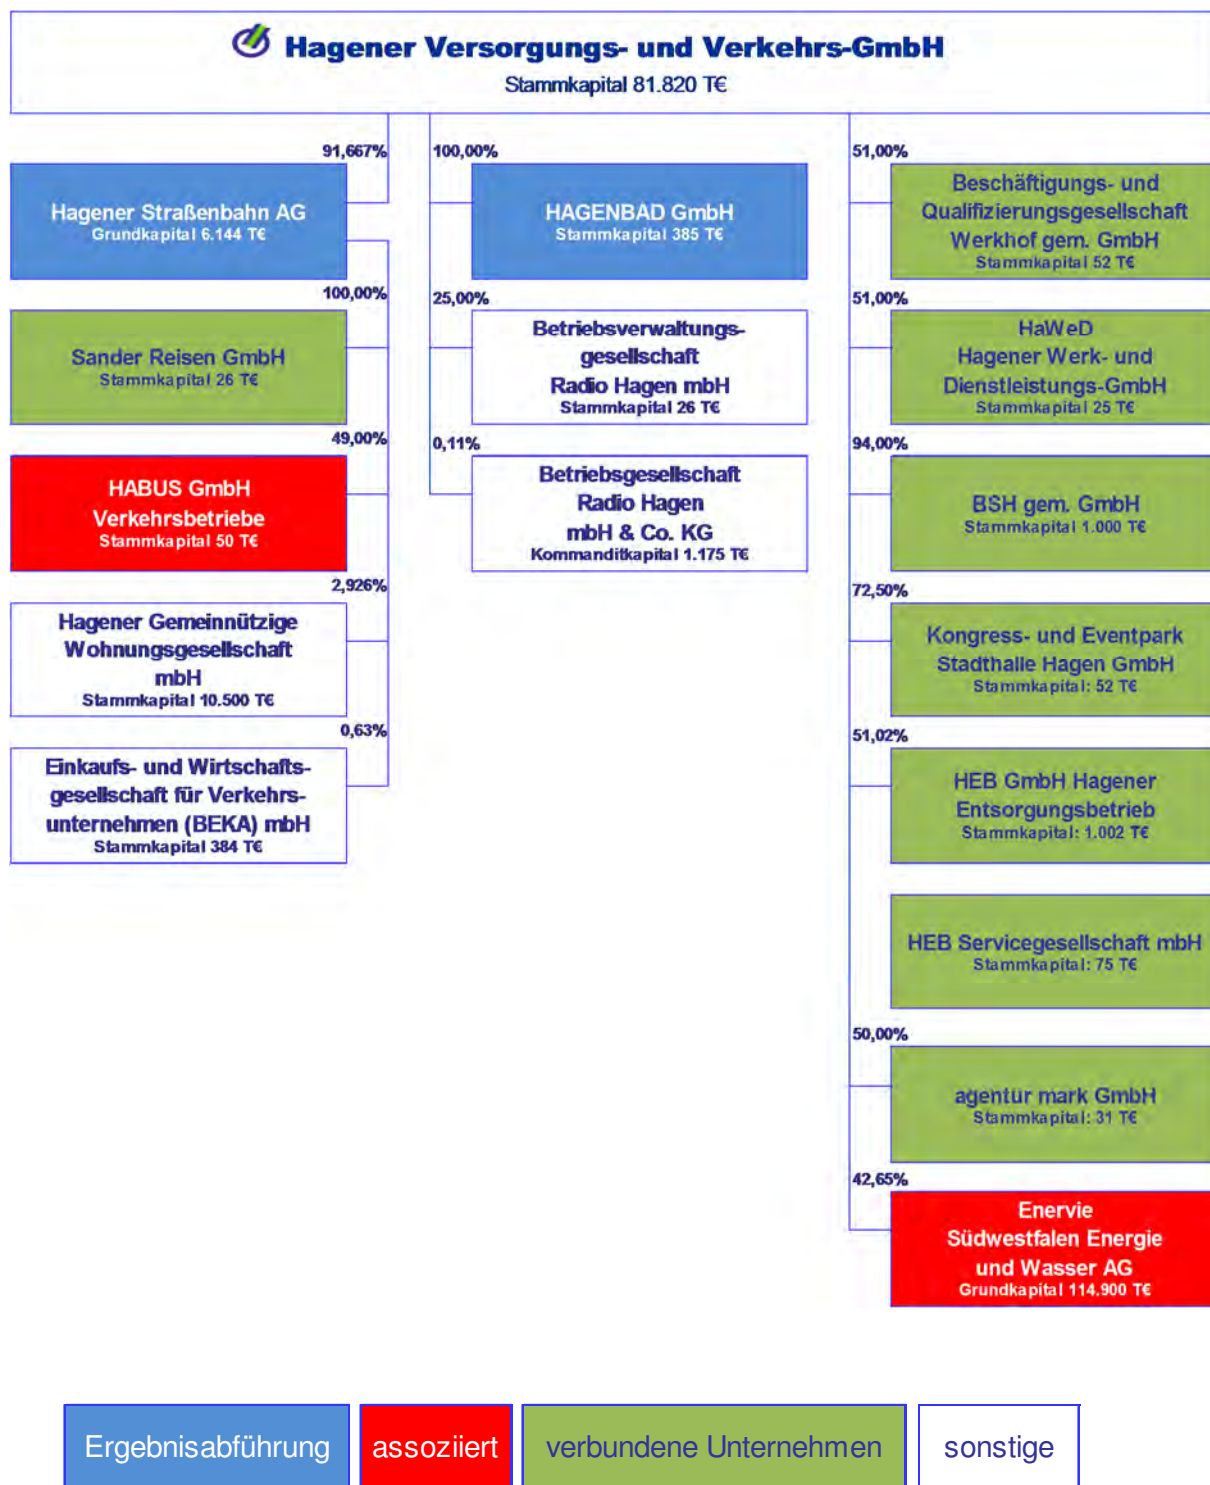 Hagener Versorgungs- und Verkehrs-GmbH
Stammkapital 81.820 T€
91,667%
Hagener Straßenbahn AG
Grundkapital 6.144 T€
100,00%
Sander Reisen GmbH
Stammkapital 26 T€
49,00%
HABUS GmbH
Verkehrsbetriebe
Stammkapital 50 T€
2,926%
Hagener Gemeinnützige
Wohnungsgesellschaft
mbH
Stammkapital 10.500 T€
0,63%
Einkaufs- und Wirtschafts-
gesellschaft für Verkehrs-
unternehmen (BEKA) mbH
Stammkapital 384 T€
100,00%
HAGENBAD GmbH
Stammkapital 385 T€
25,00%
Betriebsverwaltungs-
gesellschaft
Radio Hagen mbH
Stammkapital 26 T€
0,11%
Betriebsgesellschaft
Radio Hagen
mbH & Co. KG
Kommanditkapital 1.175 T€
51,00%
Beschäftigungs- und
Qualifizierungsgesellschaft
Werkhof gem. GmbH
Stammkapital 52 T€
51,00%
HaWeD
Hagener Werk- und
Dienstleistungs-GmbH
Stammkapital 25 T€
94,00%
BSH gem. GmbH
Stammkapital 1.000 T€
72,50%
Kongress- und Eventpark
Stadthalle Hagen GmbH
Stammkapital: 52 T€
51,02%
HEB GmbH Hagener
Entsorgungsbetrieb
Stammkapital: 1.002 T€
HEB Servicegesellschaft mbH
Stammkapital: 75 T€
50,00%
agentur mark GmbH
Stammkapital: 31 T€
42,65%
Enervie
Südwestfalen Energie
und Wasser AG
Grundkapital 114.900 T€
Ergebnisabführung
assoziiert
verbundene Unternehmen
sonstige